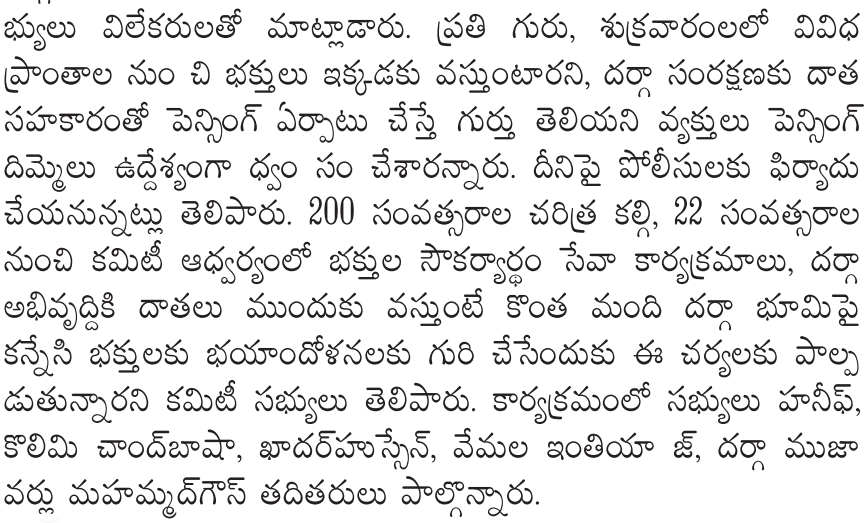 భ్యులు విలేకరులతో మాట్లాడారు. ప్రతి గురు, శుక్రవారంలలో వివిధ
ప్రాంతాల నుం చి భక్తులు ఇక్కడకు వస్తుంటారని, దర్గా సంరక్షణకు దాత
సహకారంతో పెన్సింగ్ ఏర్పాటు చేస్తే గుర్తు తెలియని వ్యక్తులు పెన్సింగ్
దిమ్మెలు ఉద్దేశ్యంగా ధ్వం సం చేశారన్నారు. దీనిపై పోలీసులకు ఫిర్యాదు
చేయనున్నట్లు తెలిపారు. 200 సంవత్సరాల చరిత్ర కల్గి, 22 సంవత్సరాల
నుంచి కమిటీ ఆధ్వర్యంలో భక్తుల సౌకర్యార్థం సేవా కార్యక్రమాలు, దర్గా
అభివృద్దికి దాతలు ముందుకు వస్తుంటే కొంత మంది దర్గా భూమిపై
కన్నేసి భక్తులకు భయాందోళనలకు గురి చేసేందుకు ఈ చర్యలకు పాల్ప
డుతున్నారని కమిటీ సభ్యులు తెలిపారు. కార్యక్రమంలో సభ్యులు హనీఫ్,
కొలిమి చాంద్‌బాషా, ఖాదర్‌హుస్సేన్, వేమల ఇంతియా జ్, దర్గా ముజా
వర్లు మహమ్మద్‌గౌస్ తదితరులు పాల్గొన్నారు.